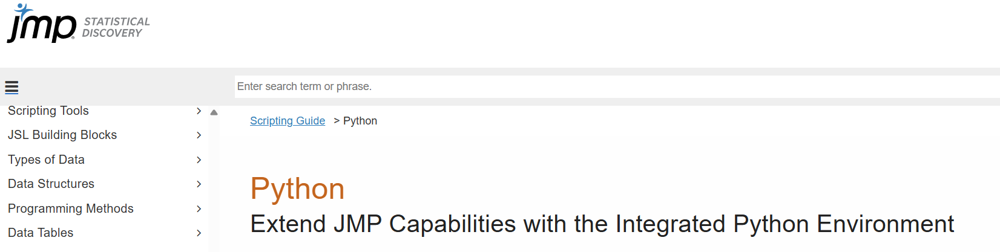 jmp STATISTICAL
DISCOVERY
Enter search term or phrase.
Scripting Tools
JSL Building Blocks
Types of Data
Data Structures
Programming Methods
Data Tables
Scripting Guide > Python
Python
Extend JMP Capabilities with the Integrated Python Environment